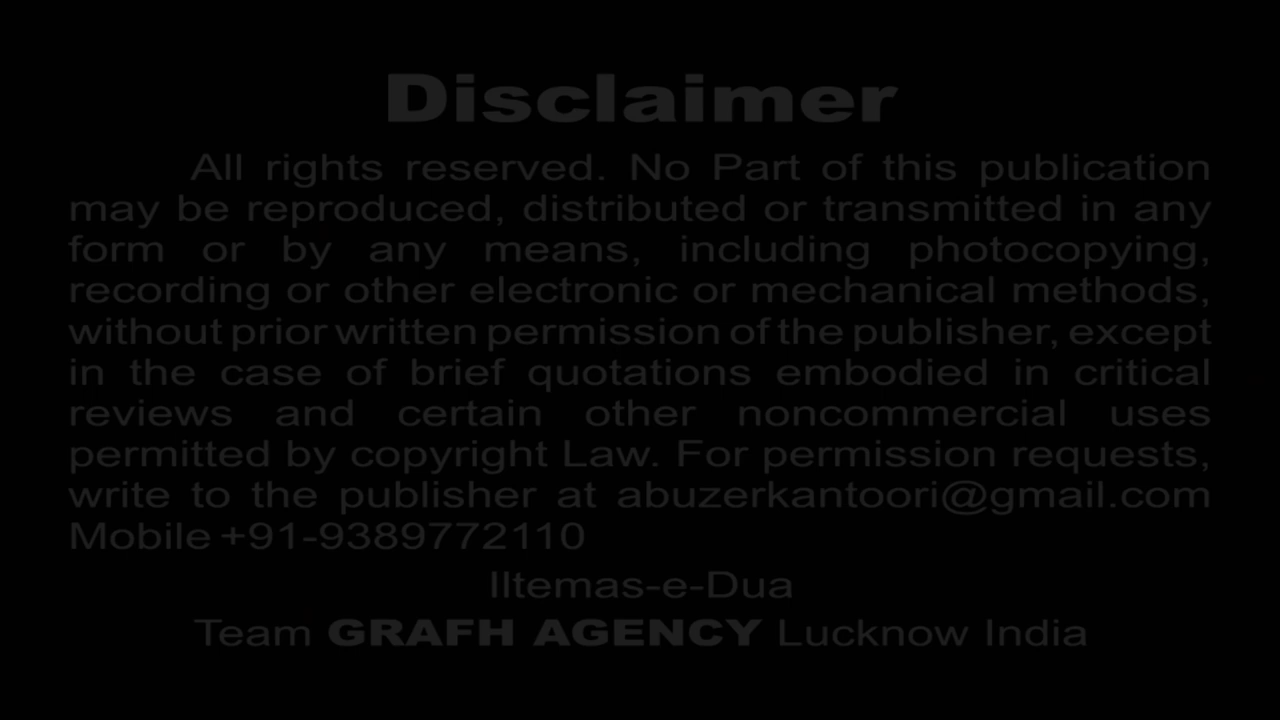 Disclaimer
All rights reserved. No Part of this publication
may be reproduced, distributed or transmitted in any
form or by any means, including photocopying,
recording or other electronic or mechanical methods,
without prior written permission of the publisher, except
in the case of brief quotations embodied in critical
reviews and certain other noncommercial uses
permitted by copyright Law. For permission requests,
write to the publisher at abuzerkantoori@gmail.com
Mobile +91-9389772110
Iltemas-e-Dua
Team GRAFH AGENCY Lucknow India